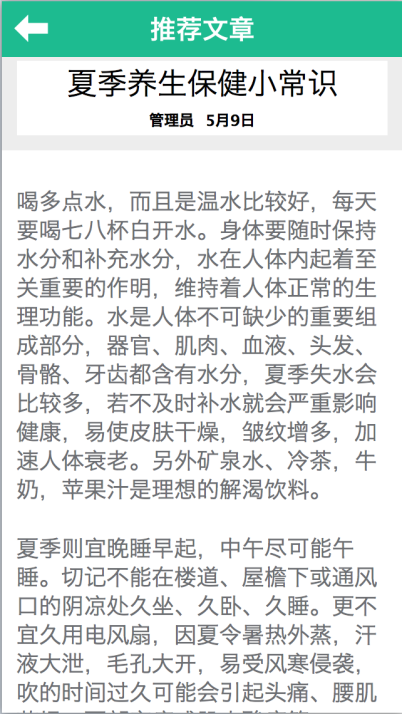 推荐文章
夏季养生保健小常识
管理员 5月9日
喝多点水，而且是温水比较好，每天
要喝七八杯白开水。身体要随时保持
水分和补充水分，水在人体内起着至
关重要的作明，维持着人体正常的生
理功能。水是人体不可缺少的重要组
成部分，器官、肌肉、血液、头发、
骨骼、牙齿都含有水分，夏季失水会
比较多，若不及时补水就会严重影响
健康，易使皮肤干燥，皱纹增多，加
速人体衰老。另外矿泉水、冷茶，牛
奶，苹果汁是理想的解渴饮料。
夏季则宜晚睡早起，中午尽可能午
睡。切记不能在楼道、屋檐下或通风
口的阴凉处久坐、久卧、久睡。更不
宜久用电风扇，因夏令暑热外蒸，汗
液大泄，毛孔大开，易受风寒侵袭，
吹的时间过久可能会引起头痛、腰肌